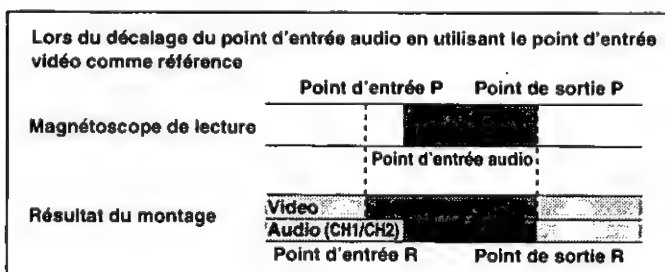 Lors du décalage du point d'entrée audio en utilisant le point d'entrée
vidéo comme référence
Point d'entrée P Point de sortie P
Magnétoscope de lecture
Point d'entrée audio
Résultat du montage
Video
Audio (CH1/CH2)
Point d'entrée R Point de sortie R